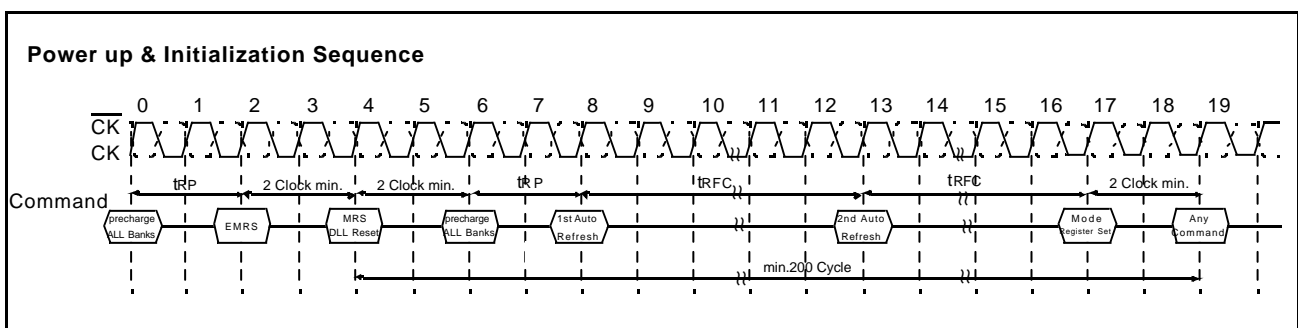 Power up & Initialization Sequence
0 1 2 3 4 5 6 7 8 9 10 11 12 13 14 15 16 17 18 19
CK
CK
tRP 2 Clock min. 2 Clock min. tRP tRFC tRFC 2 Clock min.
Command
precharge ALL Banks
EMRS
MRS DLL Reset
precharge ALL Banks
1st Auto Refresh
2nd Auto Refresh
Mode Register Set
Any Command
min.200 Cycle